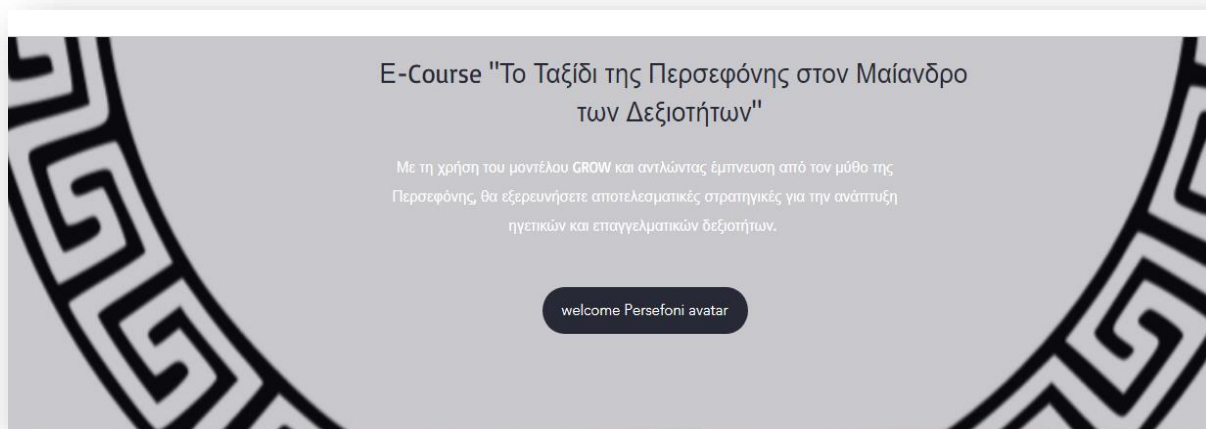 E-Course "Το Ταξίδι της Περσεφόνης στον Μαίανδρο
των Δεξιοτήτων"
Με τη χρήση του μοντέλου GROW και αντλώντας έμπνευση από τον μύθο της
Περσεφόνης, θα εξερευνήσετε αποτελεσματικές στρατηγικές για την ανάπτυξη
ηγετικών και επαγγελματικών δεξιοτήτων.
welcome Persefoni avatar